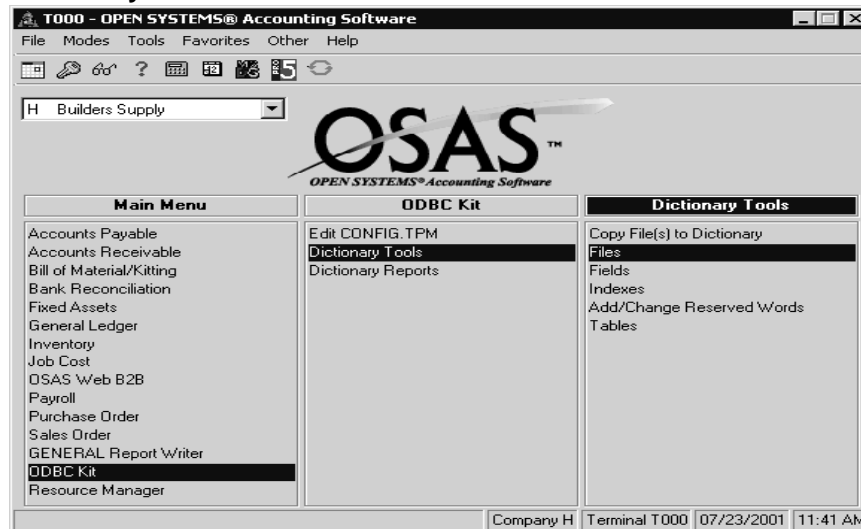 T000 - OPEN SYSTEMS® Accounting Software
File Modes Tools Favorites Other Help
H Builders Supply
OSAS™
OPEN SYSTEMS® Accounting Software
Main Menu
Accounts Payable
Accounts Receivable
Bill of Material/Kitting
Bank Reconciliation
Fixed Assets
General Ledger
Inventory
Job Cost
OSAS Web B2B
Payroll
Purchase Order
Sales Order
GENERAL Report Writer
ODBC Kit
Resource Manager
ODBC Kit
Edit CONFIG.TPM
Dictionary Tools
Dictionary Reports
Dictionary Tools
Copy File(s) to Dictionary
Files
Fields
Indexes
Add/Change Reserved Words
Tables
Company H Terminal T000 07/23/2001 11:41 AM